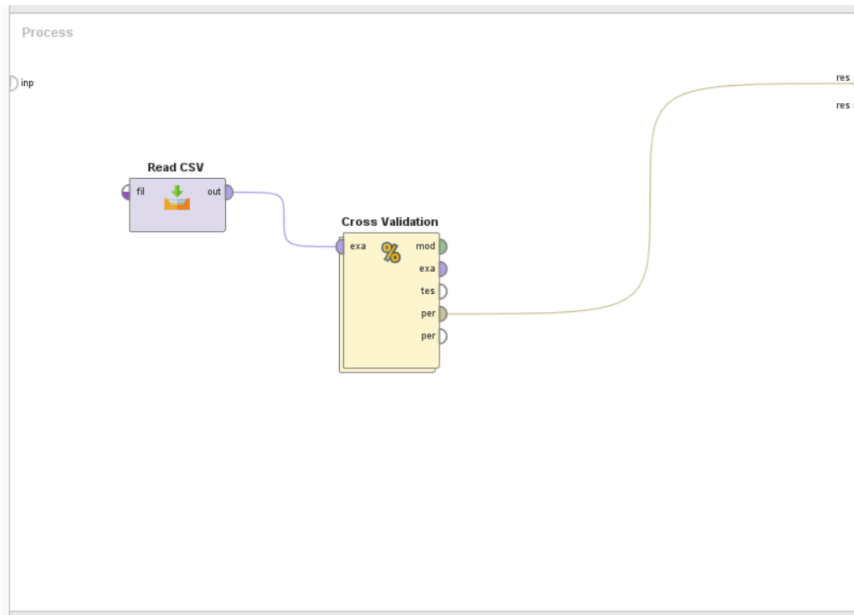 Process
inp
res
res
Read CSV
fil
out
Cross Validation
exa
%
mod
exa
tes
per
per